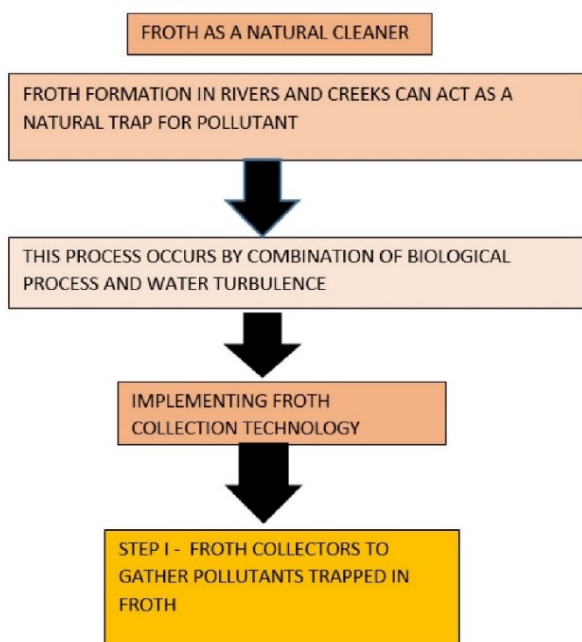 FROTH AS A NATURAL CLEANER
FROTH FORMATION IN RIVERS AND CREEKS CAN ACT AS A
NATURAL TRAP FOR POLLUTANT
THIS PROCESS OCCURS BY COMBINATION OF BIOLOGICAL
PROCESS AND WATER TURBULENCE
IMPLEMENTING FROTH
COLLECTION TECHNOLOGY
STEP I - FROTH COLLECTORS TO
GATHER POLLUTANTS TRAPPED IN
FROTH